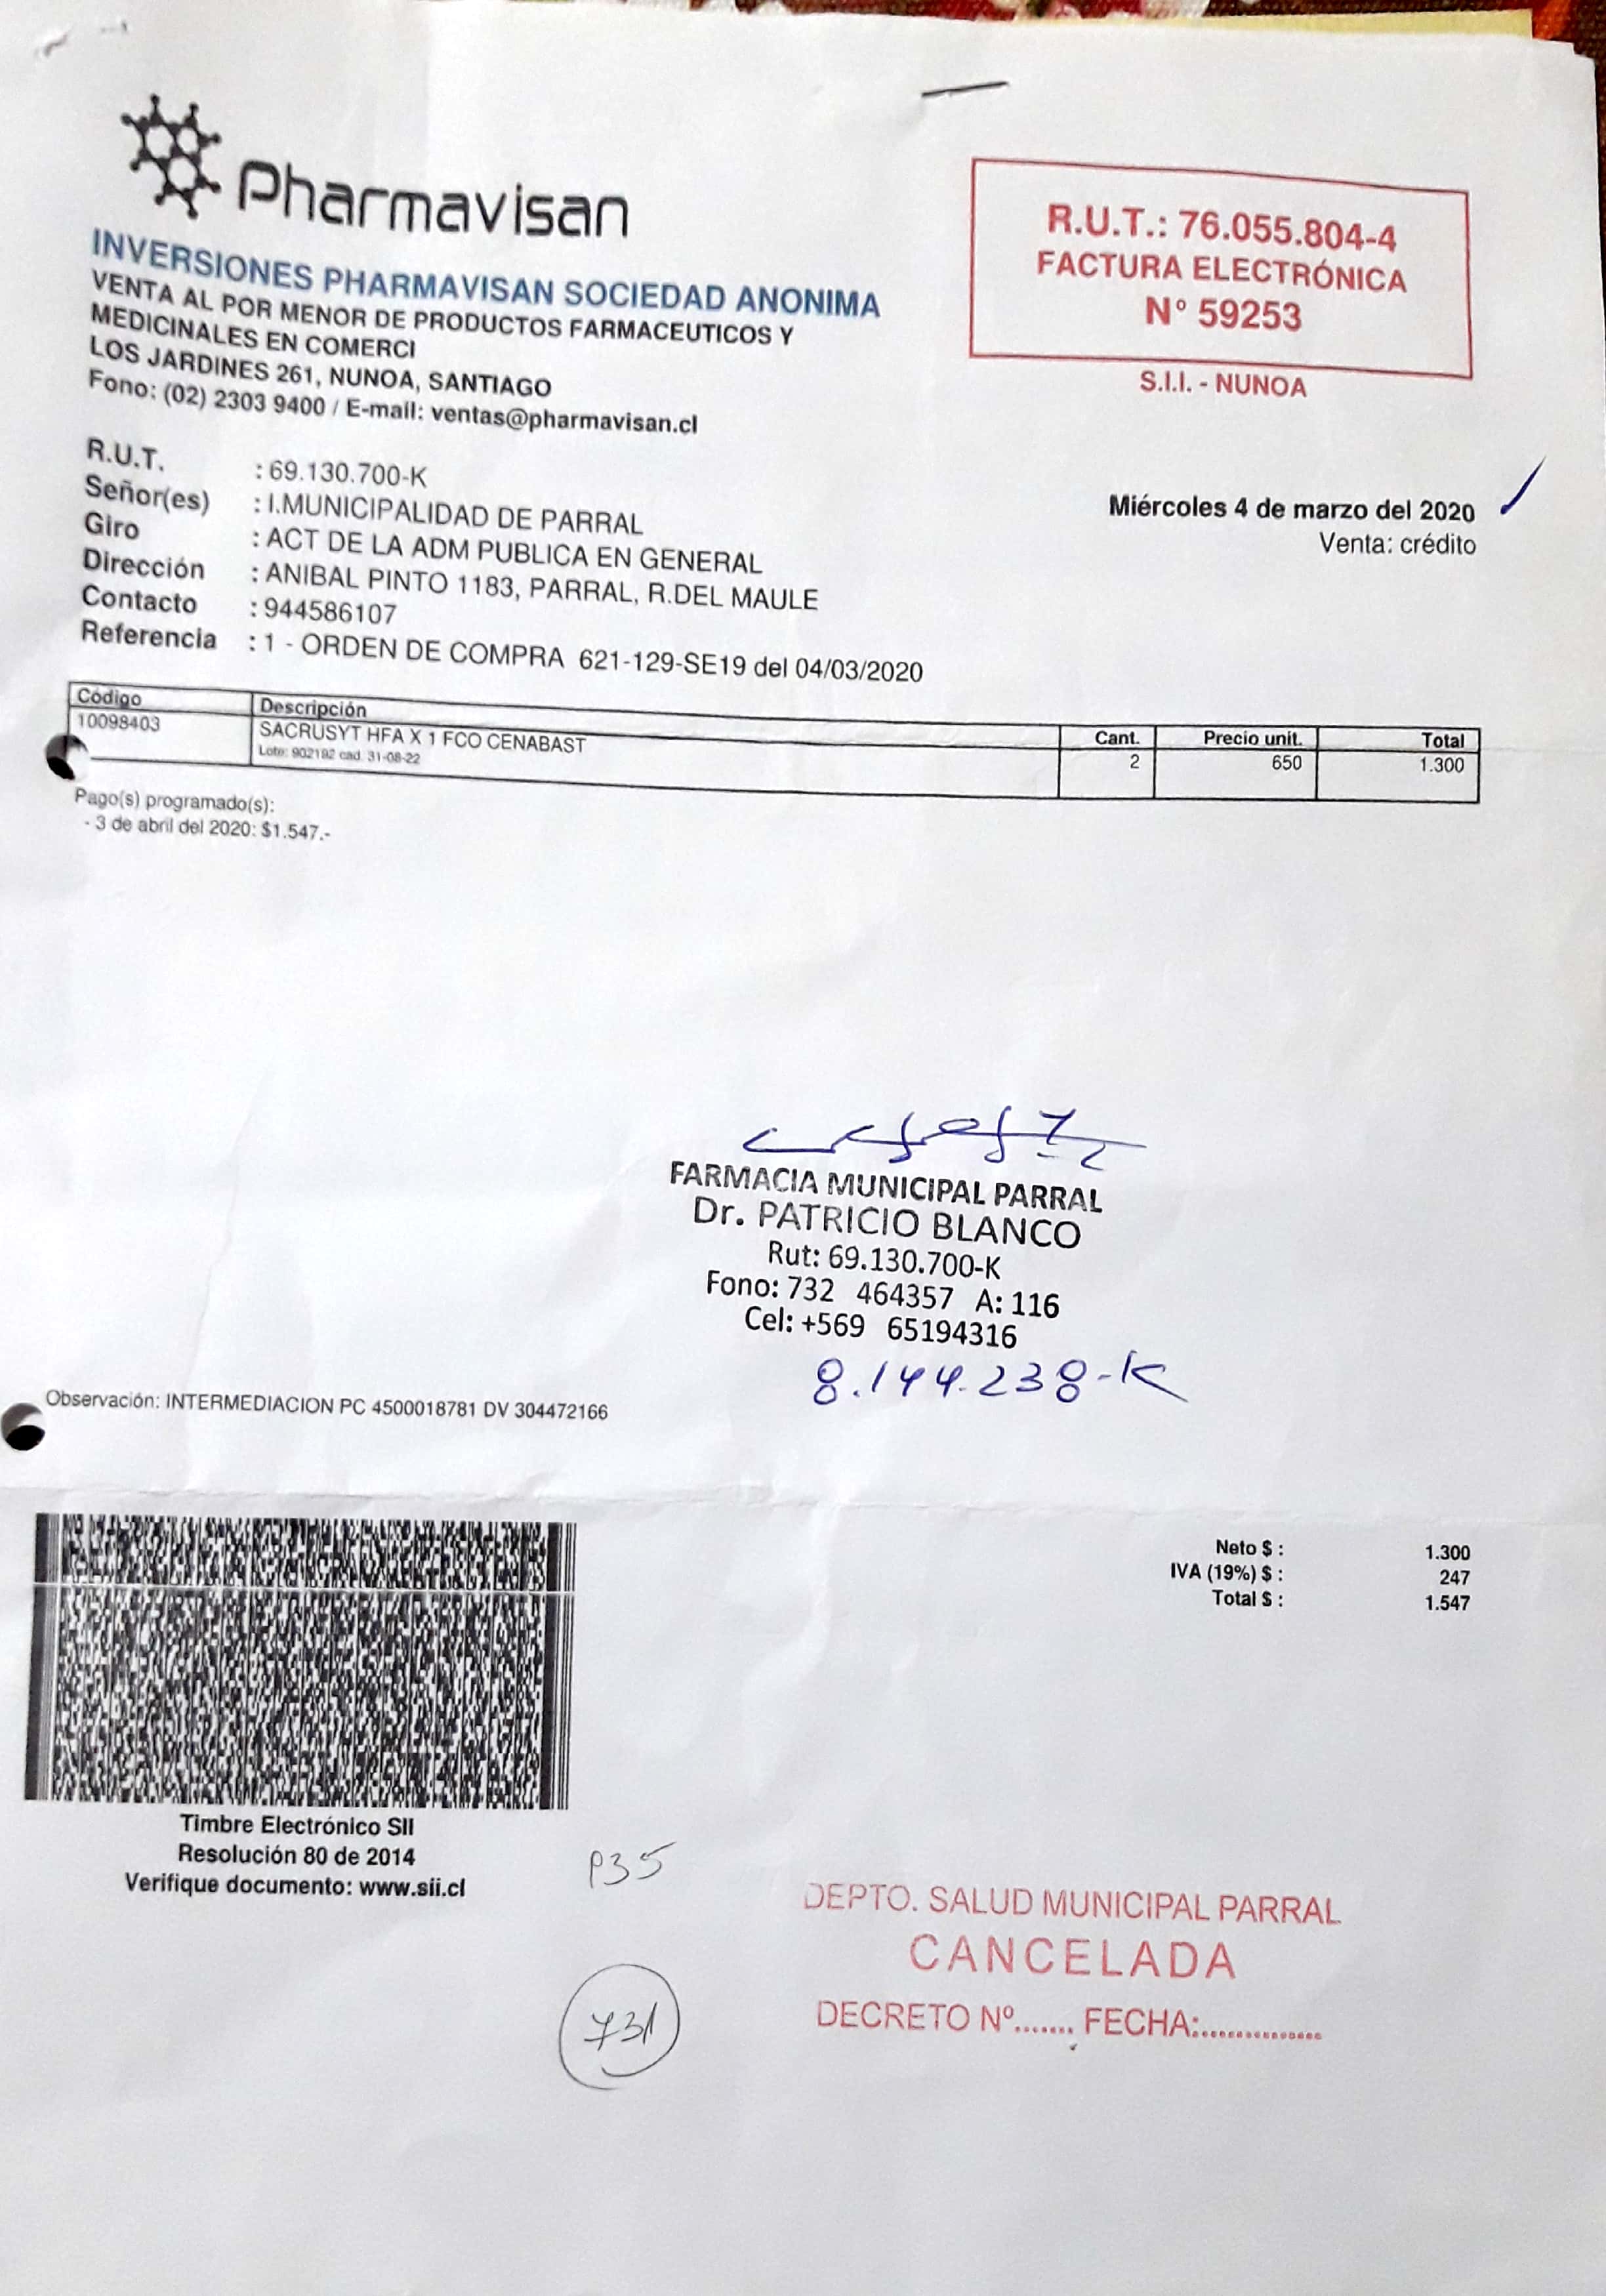 Pharmavisan
INVERSIONES PHARMAVISAN SOCIEDAD ANONIMA
VENTA AL POR MENOR DE PRODUCTOS FARMACEUTICOS Y
MEDICINALES EN COMERCI
LOS JARDINES 261, NUNOA, SANTIAGO
Fono: (02) 2303 9400 / E-mail: ventas@pharmavisan.cl
R.U.T.: 76.055.804-4
FACTURA ELECTRÓNICA
N° 59253
S.I.I. - NUNOA
R.U.T. : 69.130.700-K
Señor(es) : I.MUNICIPALIDAD DE PARRAL
Giro : ACT DE LA ADM PUBLICA EN GENERAL
Dirección : ANIBAL PINTO 1183, PARRAL, R.DEL MAULE
Contacto : 944586107
Referencia : 1 - ORDEN DE COMPRA 621-129-SE19 del 04/03/2020
Miércoles 4 de marzo del 2020
Venta: crédito
Código Descripción Cant. Precio unit. Total
10098403 SACRUSYT HFA X 1 FCO CENABAST 2 650 1.300
Lote: 902192 cad. 31-08-22
Pago(s) programado(s):
- 3 de abril del 2020: $1.547.-
FARMACIA MUNICIPAL PARRAL
Dr. PATRICIO BLANCO
Rut: 69.130.700-K
Fono: 732 464357 A: 116
Cel: +569 65194316
8.144.238-K
Observación: INTERMEDIACION PC 4500018781 DV 304472166
Neto $ : 1.300
IVA (19%) $ : 247
Total $ : 1.547
Timbre Electrónico SII
Resolución 80 de 2014
Verifique documento: www.sii.cl
P35
731
DEPTO. SALUD MUNICIPAL PARRAL
CANCELADA
DECRETO Nº....... FECHA:................